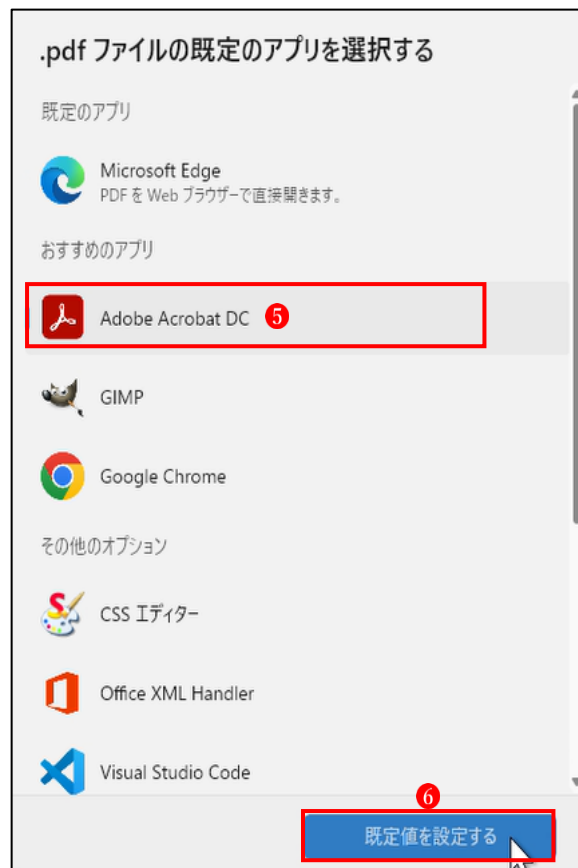 .pdf ファイルの既定のアプリを選択する
既定のアプリ
Microsoft Edge
PDF を Web ブラウザーで直接開きます。
おすすめのアプリ
Adobe Acrobat DC 5
GIMP
Google Chrome
その他のオプション
CSS エディター
Office XML Handler
Visual Studio Code
6
既定値を設定する